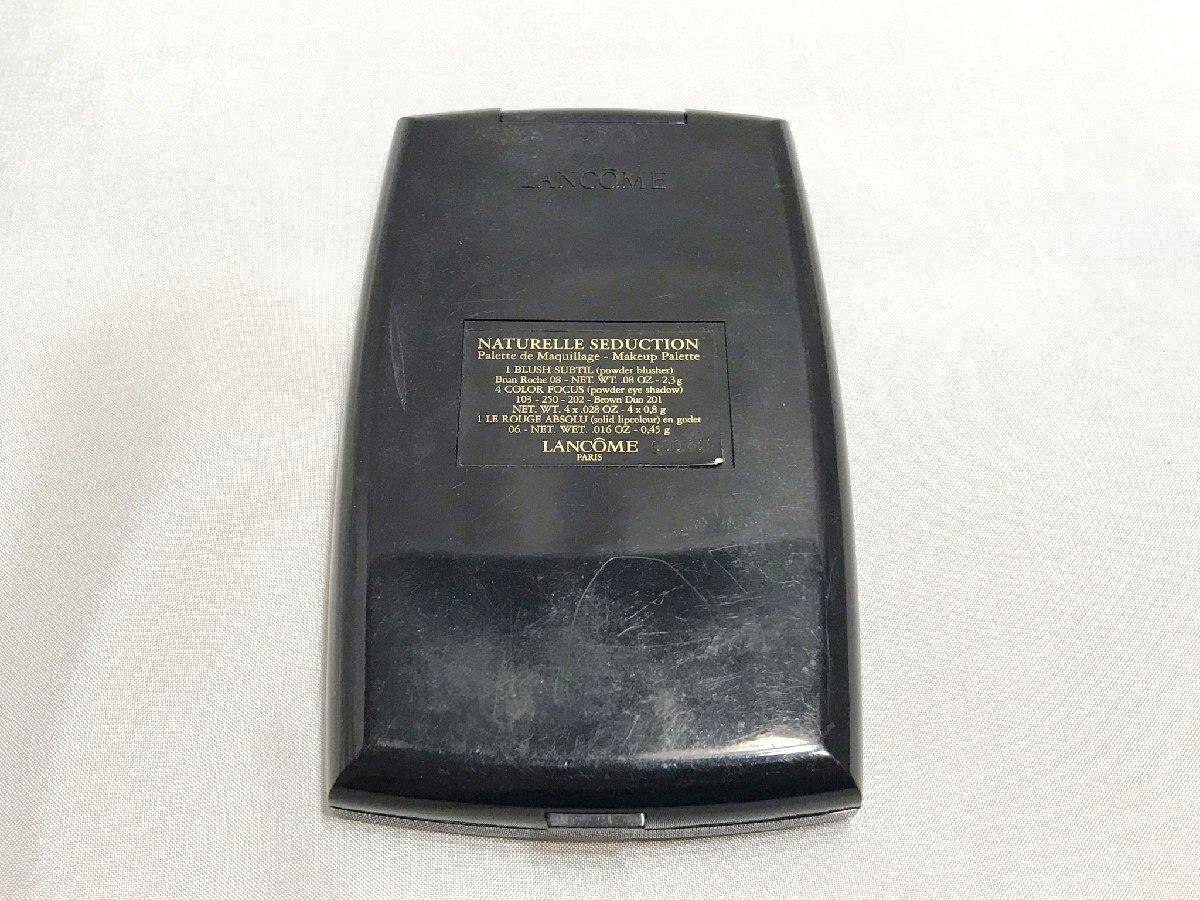 LANCÔME
NATURELLE SEDUCTION
Palette de Maquillage - Makeup Palette
1 BLUSH SUBTIL (powder blusher)
Brun Roche 08 - NET. WT. .08 OZ - 2,3 g
4 COLOR FOCUS (powder eye shadow)
103 - 250 - 202 - Brown Duo 201
NET. WT. 4 x .028 OZ - 4 x 0,8 g
1 LE ROUGE ABSOLU (solid lipcolour) en godet
06 - NET. WET. .016 OZ - 0,45 g
LANCÔME
PARIS